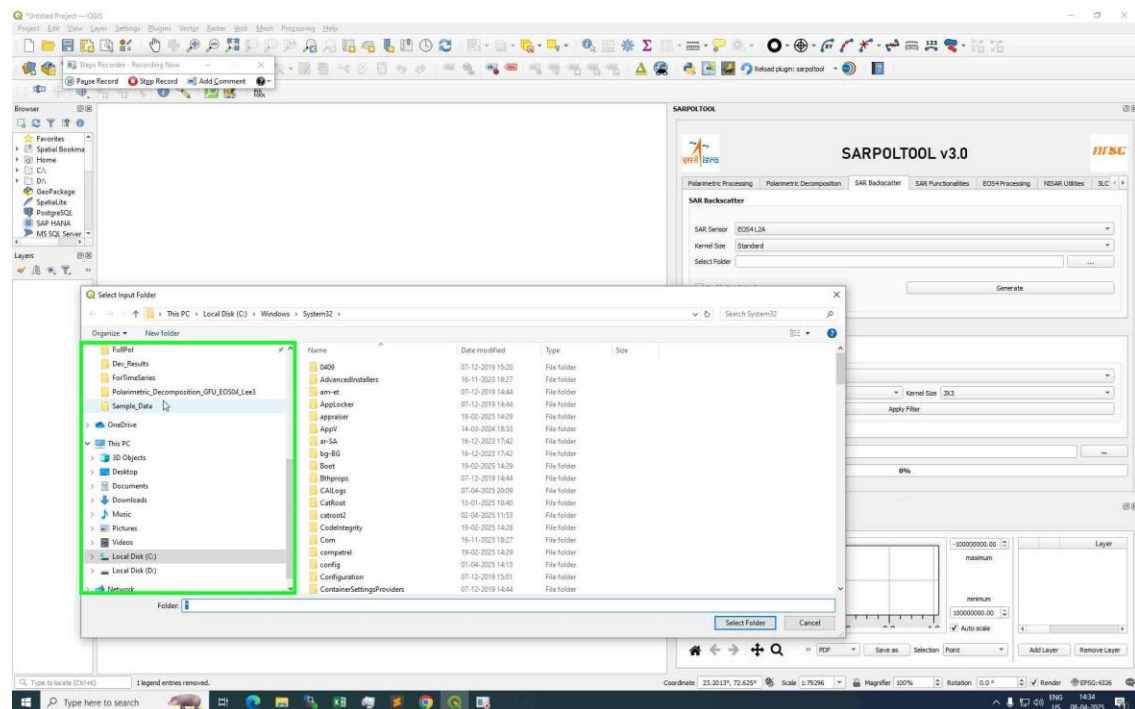 *Untitled Project — QGIS
Project Edit View Layer Settings Plugins Vector Raster Web Mesh Processing Help
Steps Recorder - Recording Now
Pause Record Stop Record Add Comment
Reload plugin: sarpoltool
Browser
Favorites
Spatial Bookma
Home
C:\
D:\
GeoPackage
SpatiaLite
PostgreSQL
SAP HANA
MS SQL Server
Layers
SARPOLTOOL
इसरो isro
SARPOLTOOL v3.0
nrsc
Polarimetric Processing Polarimetric Decomposition SAR Backscatter SAR Functionalities EOS4 Processing NISAR Utilities SLC
SAR Backscatter
SAR Sensor EOS4 L2A
Kernel Size Standard
Select Folder ...
Generate
Kernel Size 3X3
Apply Filter
...
0%
Select Input Folder
This PC > Local Disk (C:) > Windows > System32 >
Search System32
Organize New folder
FullPol
Dev_Results
ForTimeSeries
Polarimetric_Decomposition_GFU_EOS04_Lee3
Sample_Data
OneDrive
This PC
3D Objects
Desktop
Documents
Downloads
Music
Pictures
Videos
Local Disk (C:)
Local Disk (D:)
Network
Name Date modified Type Size
0409 07-12-2019 15:20 File folder
AdvancedInstallers 16-11-2023 18:27 File folder
am-et 07-12-2019 14:44 File folder
AppLocker 07-12-2019 14:44 File folder
appraiser 19-02-2025 14:29 File folder
AppV 14-03-2024 18:33 File folder
ar-SA 16-12-2023 17:42 File folder
bg-BG 16-12-2023 17:42 File folder
Boot 19-02-2025 14:29 File folder
Bthprops 07-12-2019 14:44 File folder
CAILogs 07-04-2025 20:09 File folder
CatRoot 13-01-2025 10:40 File folder
catroot2 02-04-2025 11:53 File folder
CodeIntegrity 19-02-2025 14:28 File folder
Com 16-11-2023 18:27 File folder
compatrel 19-02-2025 14:29 File folder
config 01-04-2025 14:15 File folder
Configuration 07-12-2019 15:01 File folder
ContainerSettingsProviders 07-12-2019 14:44 File folder
Folder:
Select Folder Cancel
-100000000.00
maximum
minimum
100000000.00
Auto scale
Layer
PDF Save as Selection Point Add Layer Remove Layer
Type to locate (Ctrl+K) 1 legend entries removed. Coordinate 23.2013°, 72.625° Scale 1:79296 Magnifier 100% Rotation 0.0 ° Render EPSG:4326
Type here to search
ENG
US
14:34
08-04-2025